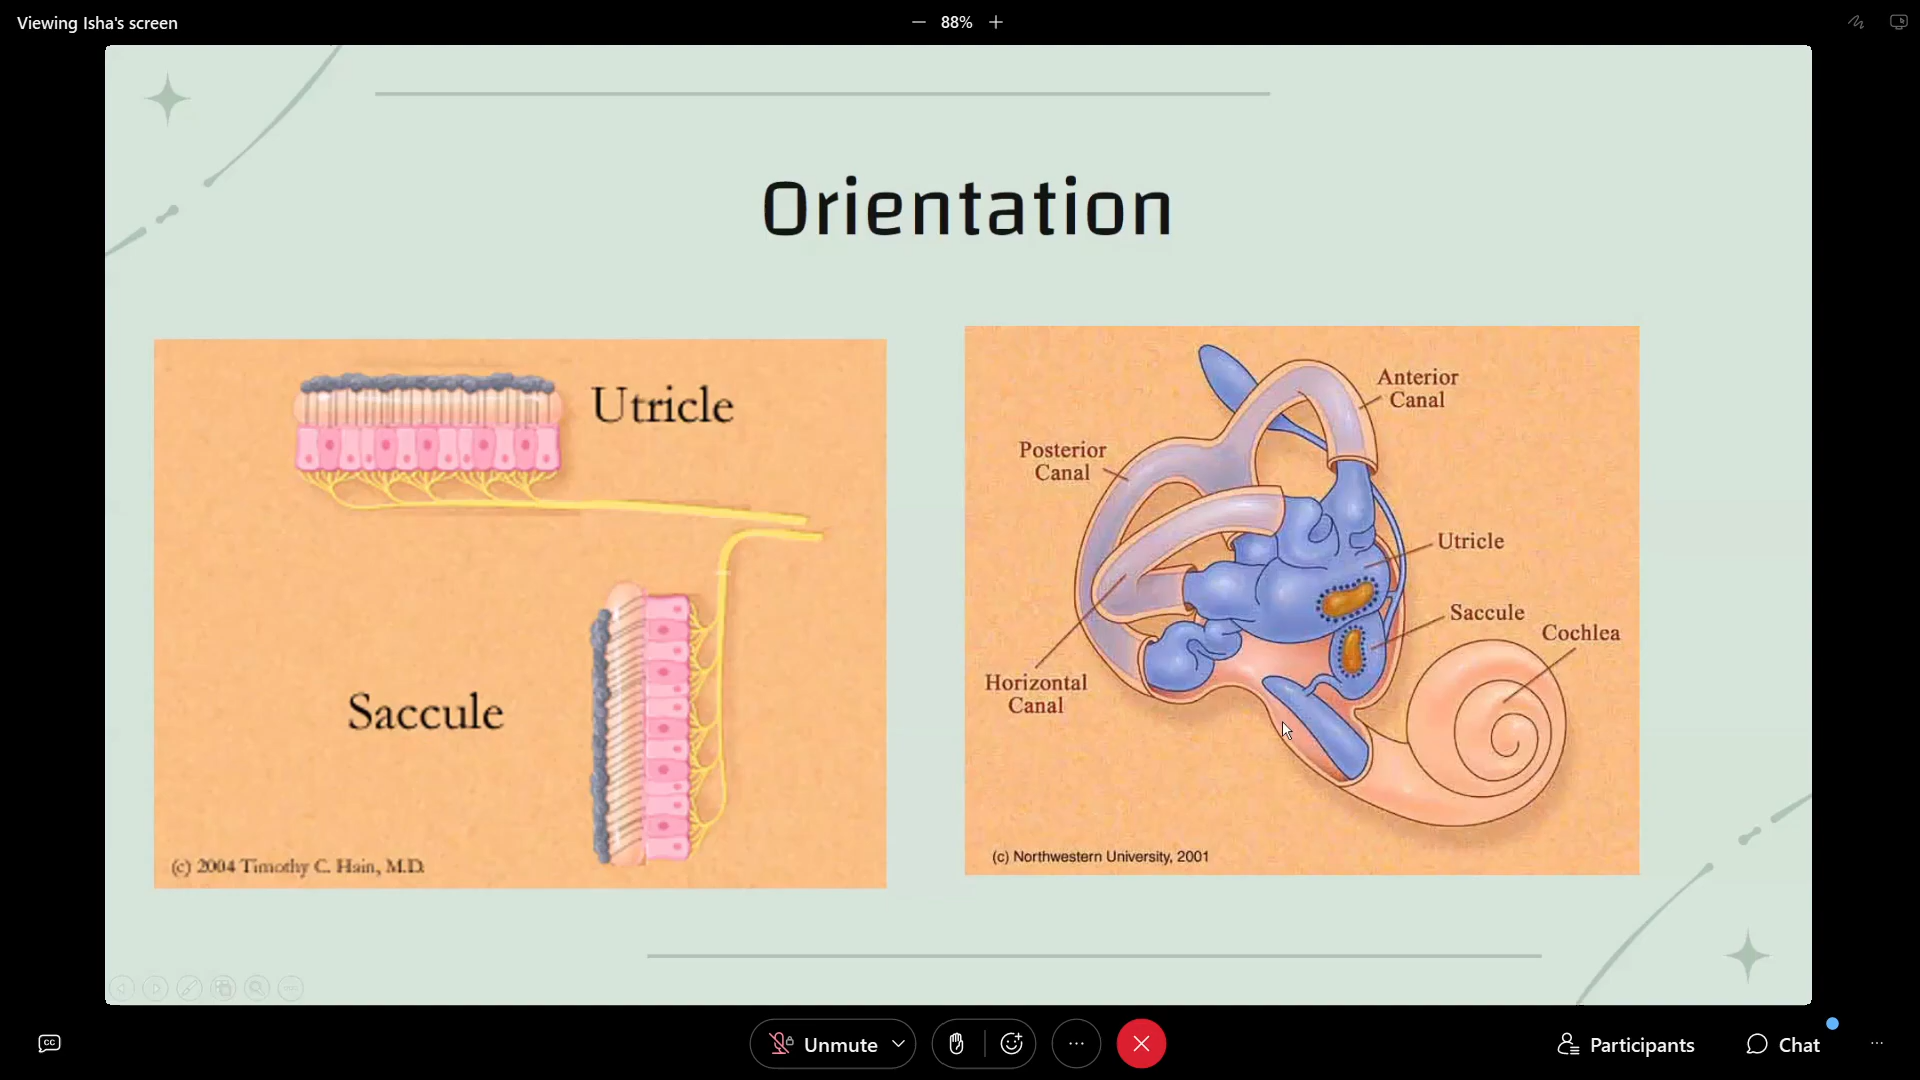 Viewing Isha's screen
88%
Orientation
Utricle
Saccule
(c) 2004 Timothy C. Hain, M.D.
Anterior
Canal
Posterior
Canal
Utricle
Saccule
Cochlea
Horizontal
Canal
(c) Northwestern University, 2001
CC
Unmute
Participants
Chat